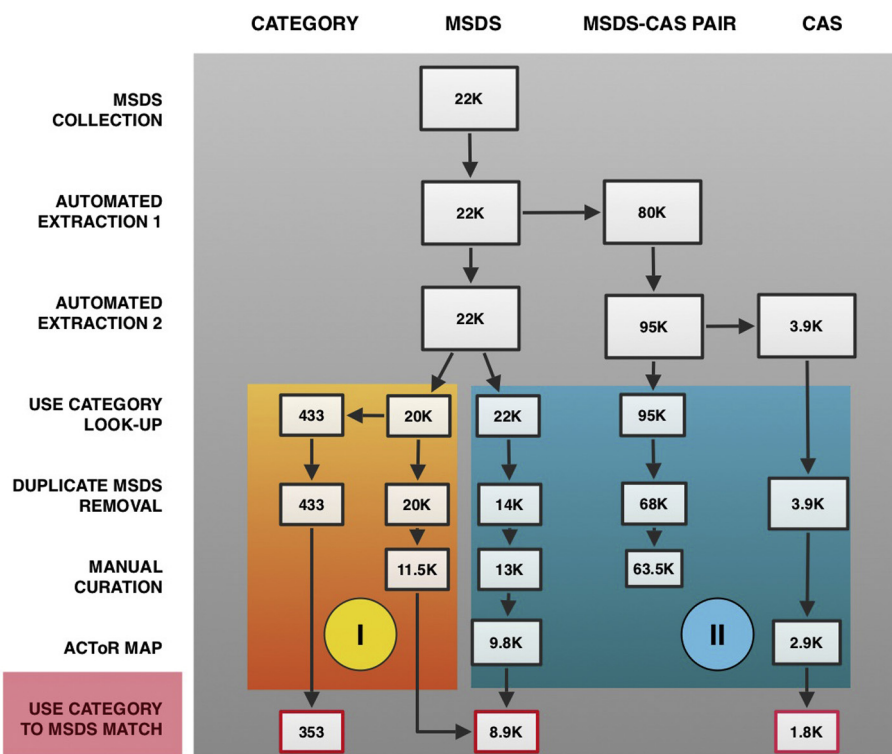 CATEGORY MSDS MSDS-CAS PAIR CAS
MSDS
COLLECTION
22K
AUTOMATED
EXTRACTION 1
22K 80K
AUTOMATED
EXTRACTION 2
22K 95K 3.9K
USE CATEGORY
LOOK-UP
433 20K 22K 95K
DUPLICATE MSDS
REMOVAL
433 20K 14K 68K 3.9K
MANUAL
CURATION
11.5K 13K 63.5K
I II
ACToR MAP
9.8K 2.9K
USE CATEGORY
TO MSDS MATCH
353 8.9K 1.8K